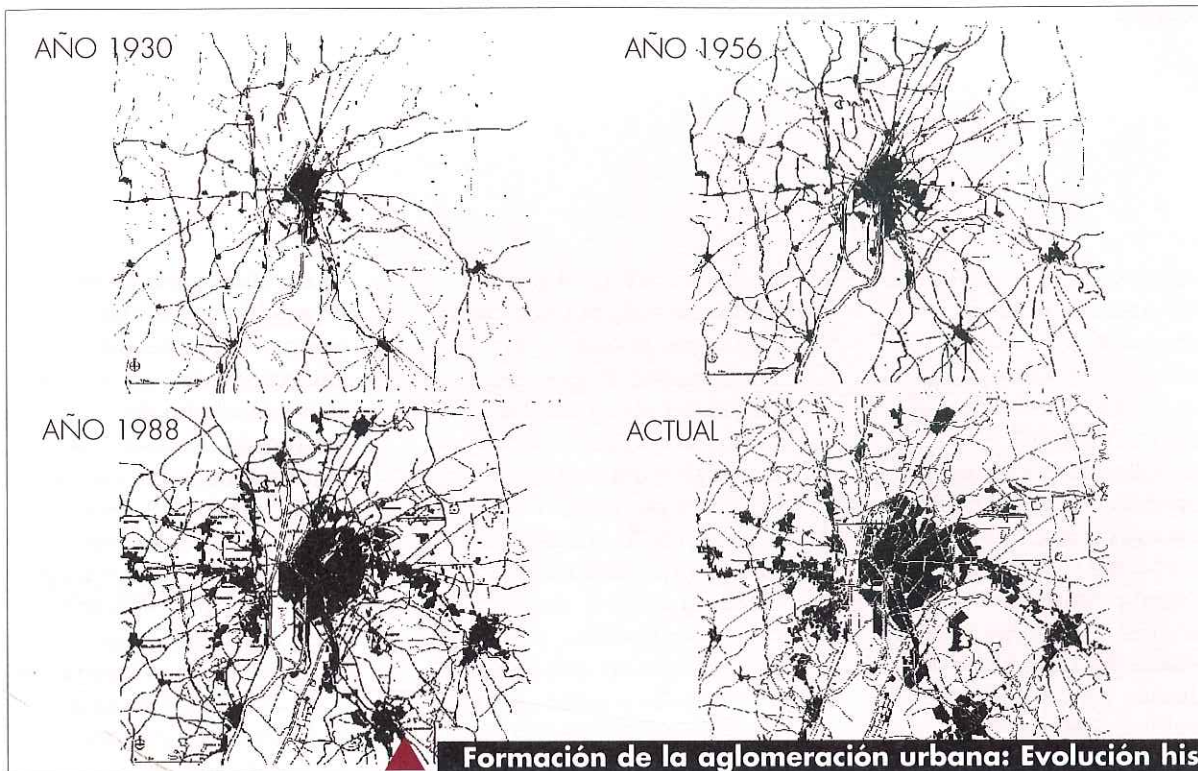 AÑO 1930
AÑO 1956
AÑO 1988
ACTUAL
Formación de la aglomeración urbana: Evolución his